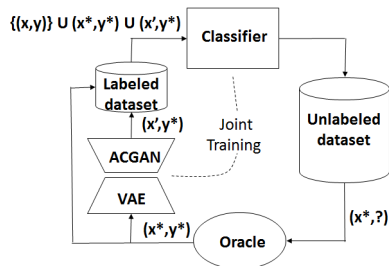 {(x,y)} U (x*,y*) U (x',y*)
Classifier
Labeled
dataset
(x',y*)
Joint
Training
Unlabeled
dataset
ACGAN
VAE
(x*,y*)
Oracle
(x*,?)